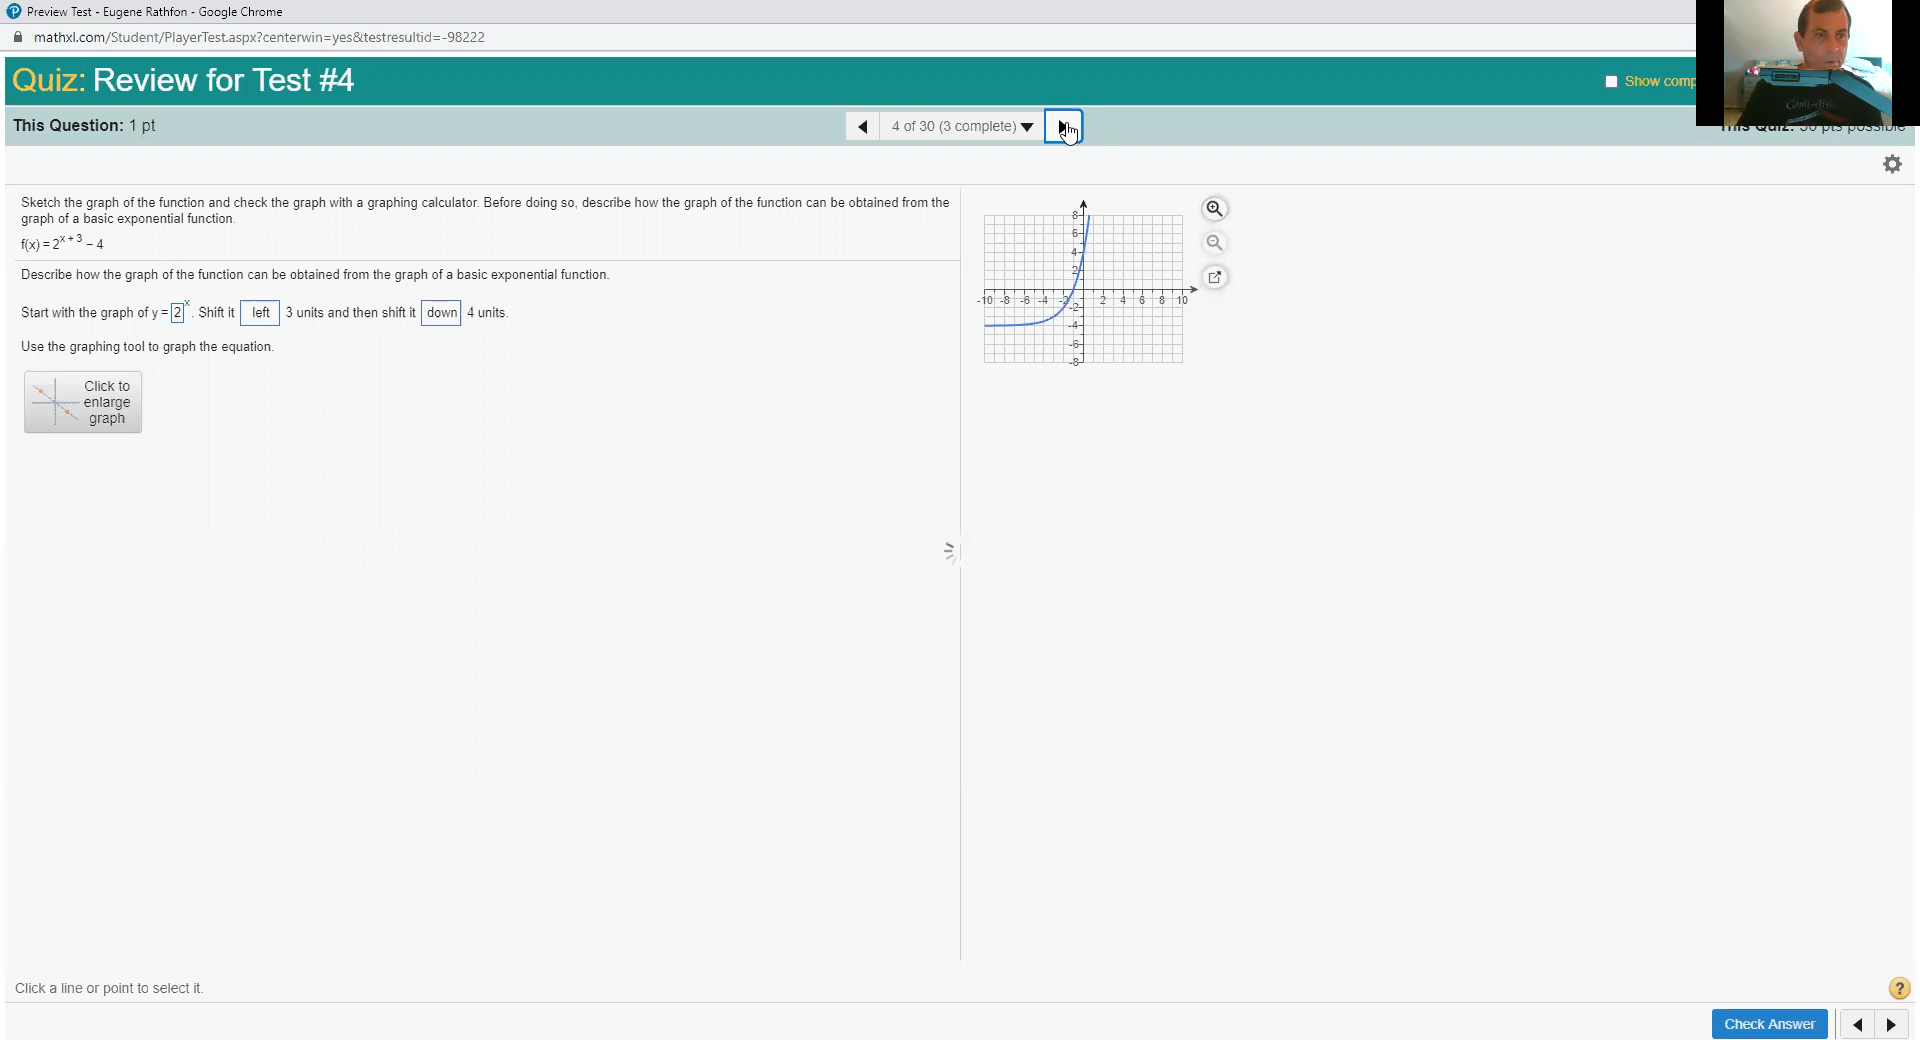 Preview Test - Eugene Rathfon - Google Chrome
mathxl.com/Student/PlayerTest.aspx?centerwin=yes&testresultid=-98222
Quiz: Review for Test #4
Show comp
This Question: 1 pt
4 of 30 (3 complete)
This Quiz: 30 pts possible
Sketch the graph of the function and check the graph with a graphing calculator. Before doing so, describe how the graph of the function can be obtained from the
graph of a basic exponential function.
f(x) = 2^x + 3 − 4
Describe how the graph of the function can be obtained from the graph of a basic exponential function.
Start with the graph of y = 2^x. Shift it left 3 units and then shift it down 4 units.
Use the graphing tool to graph the equation.
Click to
enlarge
graph
8
6
4
2
-10 -8 -6 -4 -2 2 4 6 8 10
-2
-4
-6
-8
Click a line or point to select it.
?
Check Answer